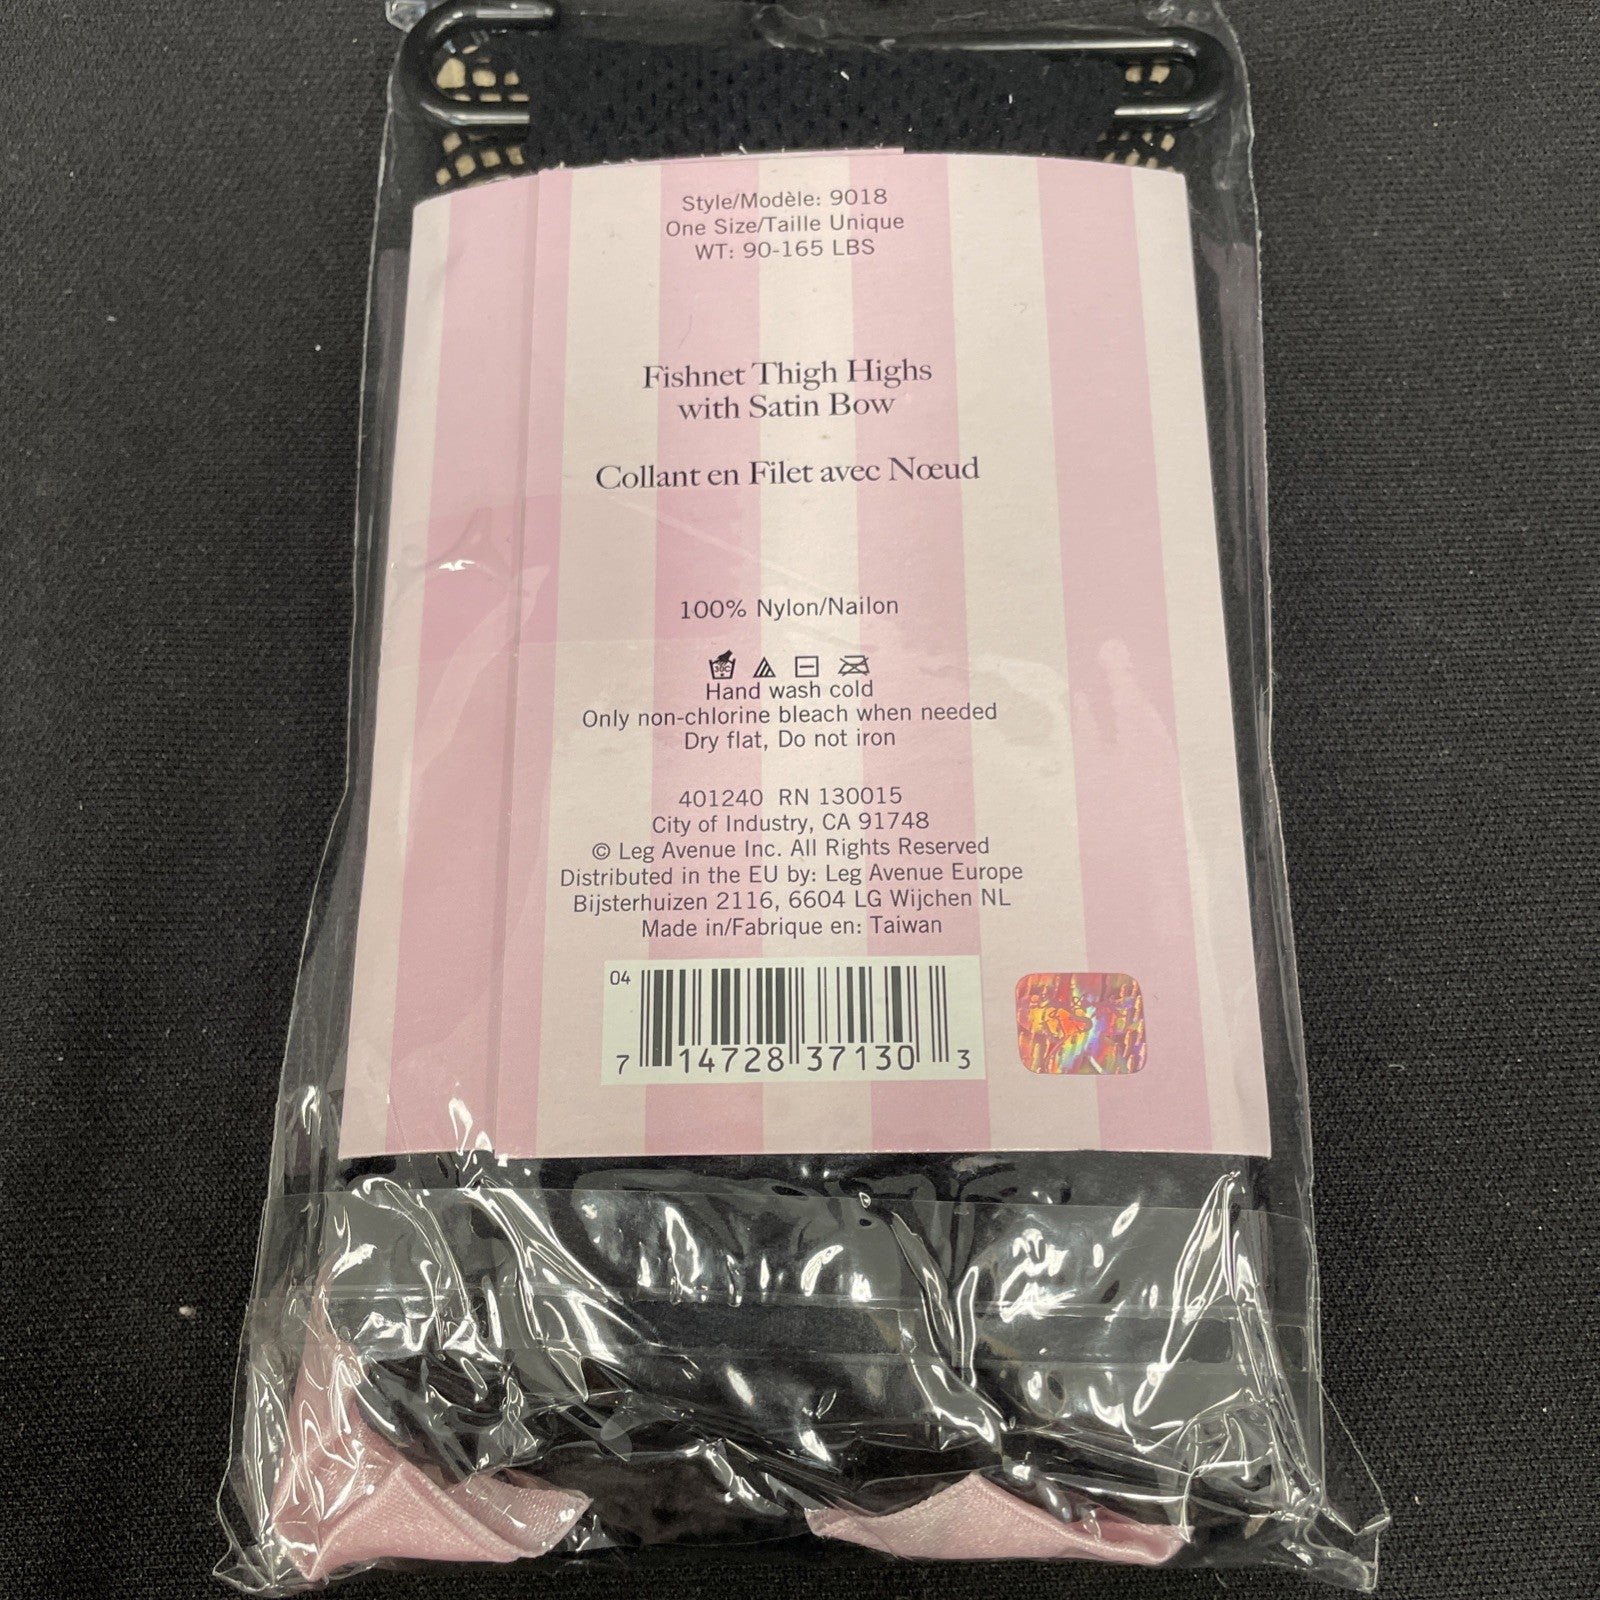 Style/Modèle: 9018
One Size/Taille Unique
WT: 90-165 LBS
Fishnet Thigh Highs
with Satin Bow
Collant en Filet avec Nœud
100% Nylon/Nailon
30C
Hand wash cold
Only non-chlorine bleach when needed
Dry flat, Do not iron
401240 RN 130015
City of Industry, CA 91748
© Leg Avenue Inc. All Rights Reserved
Distributed in the EU by: Leg Avenue Europe
Bijsterhuizen 2116, 6604 LG Wijchen NL
Made in/Fabrique en: Taiwan
04
7 14728 37130 3